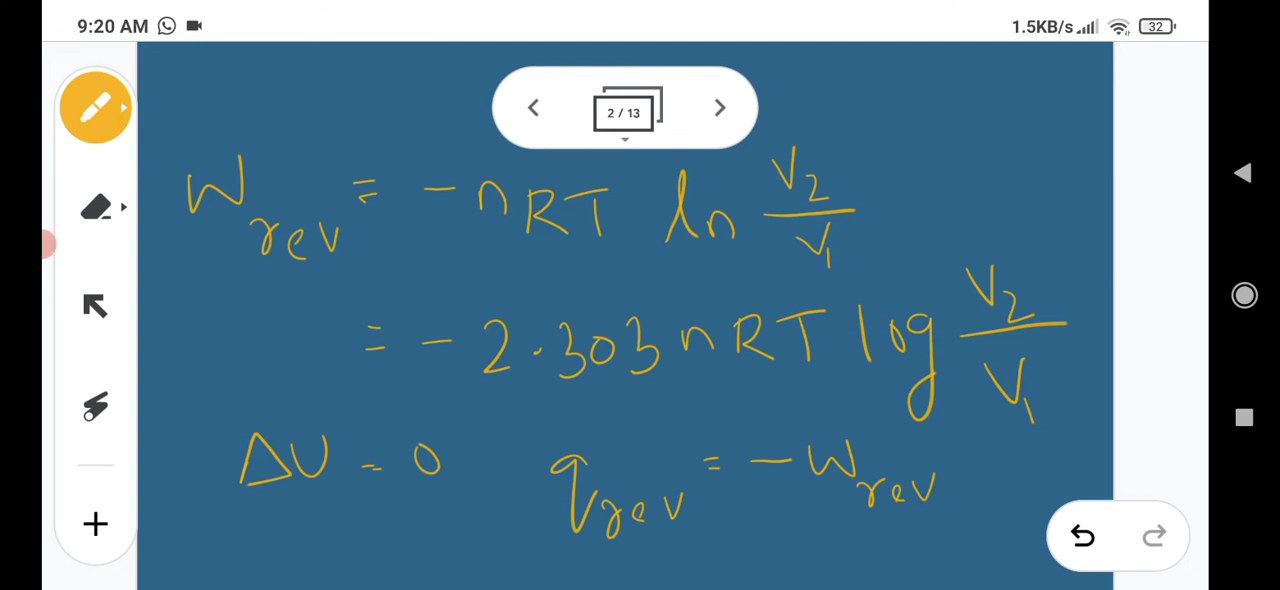 9:20 AM 1.5KB/s 32
2 / 13
W_rev = - nRT ln V₂/V₁
= - 2.303 nRT log V₂/V₁
ΔU = 0 q_rev = - W_rev